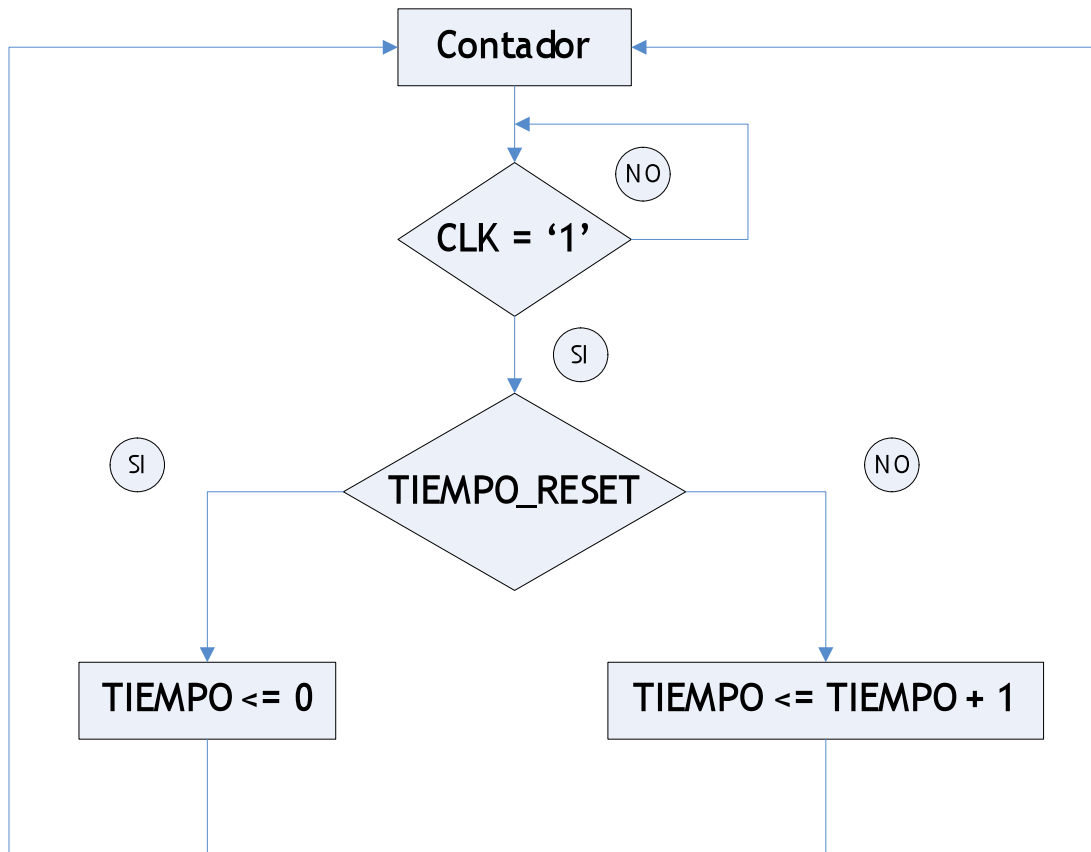 Contador
NO
CLK = ‘1’
SI
SI
NO
TIEMPO_RESET
TIEMPO <= 0
TIEMPO <= TIEMPO + 1